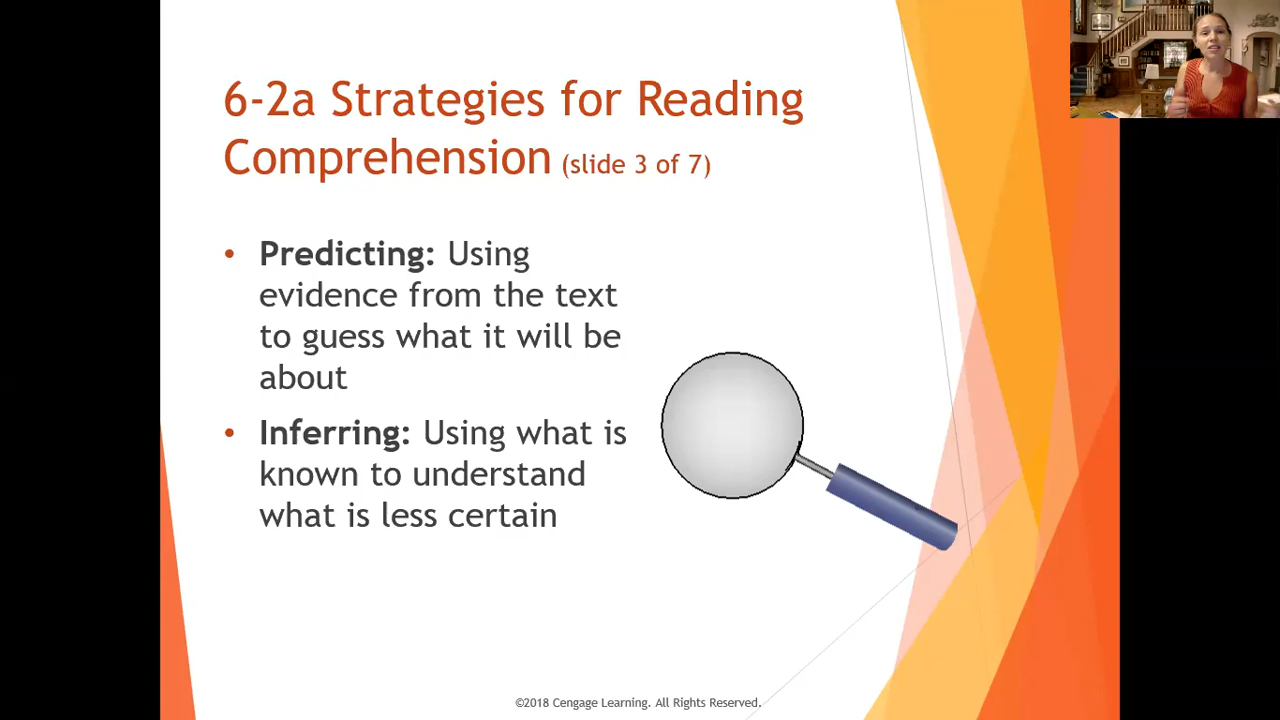 6-2a Strategies for Reading
Comprehension (slide 3 of 7)
• Predicting: Using
evidence from the text
to guess what it will be
about
• Inferring: Using what is
known to understand
what is less certain
©2018 Cengage Learning. All Rights Reserved.